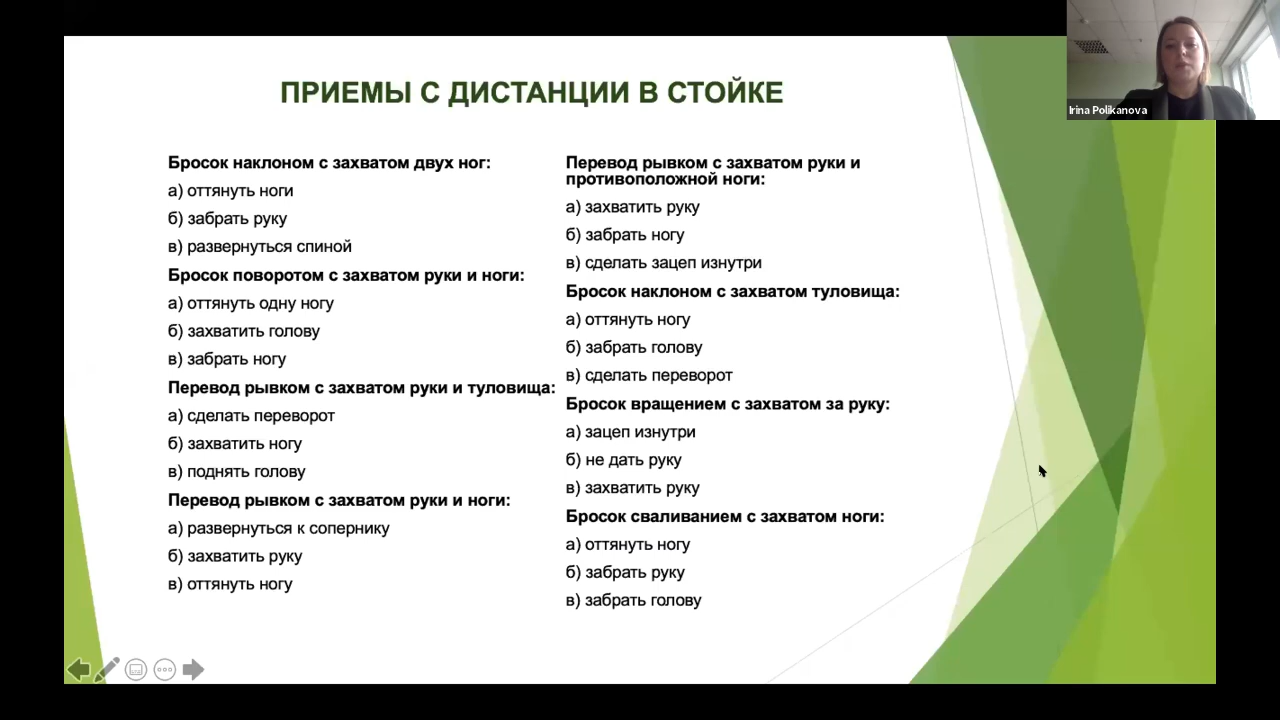 ПРИЕМЫ С ДИСТАНЦИИ В СТОЙКЕ
Бросок наклоном с захватом двух ног:
а) оттянуть ноги
б) забрать руку
в) развернуться спиной
Бросок поворотом с захватом руки и ноги:
а) оттянуть одну ногу
б) захватить голову
в) забрать ногу
Перевод рывком с захватом руки и туловища:
а) сделать переворот
б) захватить ногу
в) поднять голову
Перевод рывком с захватом руки и ноги:
а) развернуться к сопернику
б) захватить руку
в) оттянуть ногу
Перевод рывком с захватом руки и
противоположной ноги:
а) захватить руку
б) забрать ногу
в) сделать зацеп изнутри
Бросок наклоном с захватом туловища:
а) оттянуть ногу
б) забрать голову
в) сделать переворот
Бросок вращением с захватом за руку:
а) зацеп изнутри
б) не дать руку
в) захватить руку
Бросок сваливанием с захватом ноги:
а) оттянуть ногу
б) забрать руку
в) забрать голову
Irina Polikanova